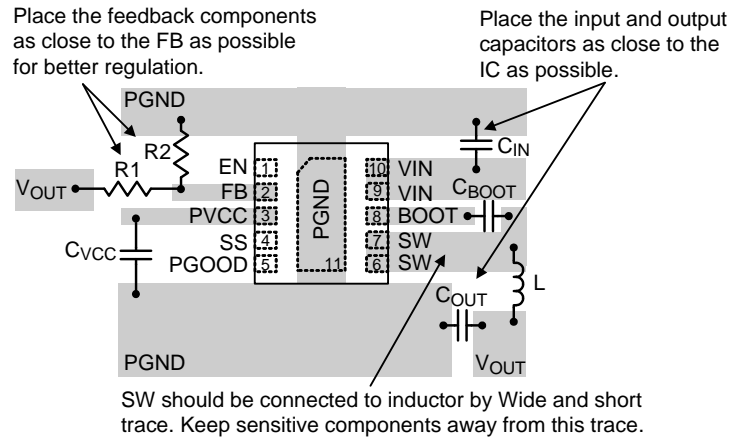 Place the feedback components
as close to the FB as possible
for better regulation.
Place the input and output
capacitors as close to the
IC as possible.
PGND
R2
R1
VOUT
CIN
EN 1
10 VIN
FB 2
9 VIN
CBOOT
PVCC 3
8 BOOT
SS 4
7 SW
PGOOD 5
6 SW
PGND
11
CVCC
L
COUT
PGND
VOUT
SW should be connected to inductor by Wide and short
trace. Keep sensitive components away from this trace.